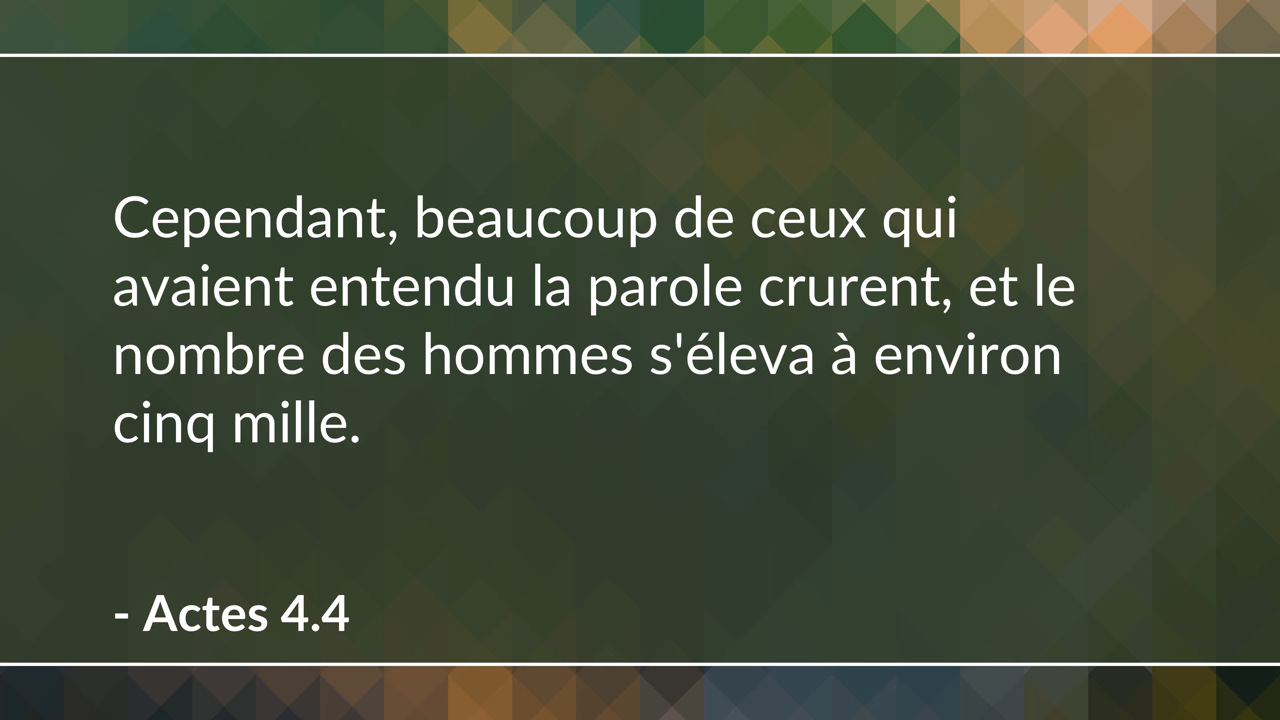 Cependant, beaucoup de ceux qui
avaient entendu la parole crurent, et le
nombre des hommes s'éleva à environ
cinq mille.
- Actes 4.4